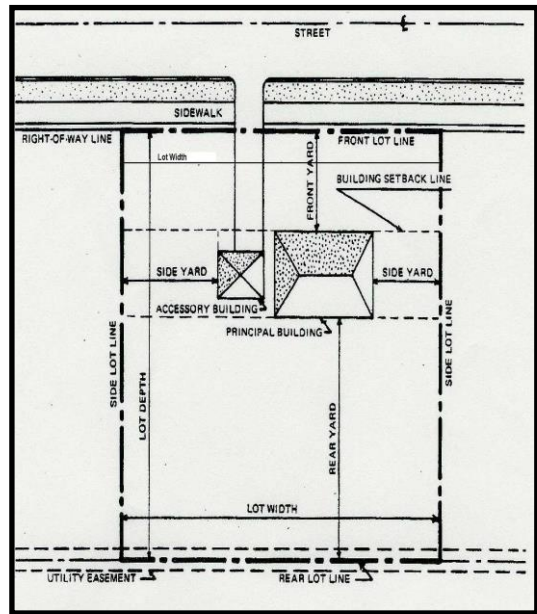 STREET
SIDEWALK
RIGHT-OF-WAY LINE
FRONT LOT LINE
Lot Width
FRONT YARD
BUILDING SETBACK LINE
SIDE YARD
SIDE YARD
ACCESSORY BUILDING
PRINCIPAL BUILDING
SIDE LOT LINE
LOT DEPTH
REAR YARD
SIDE LOT LINE
LOT WIDTH
UTILITY EASEMENT
REAR LOT LINE